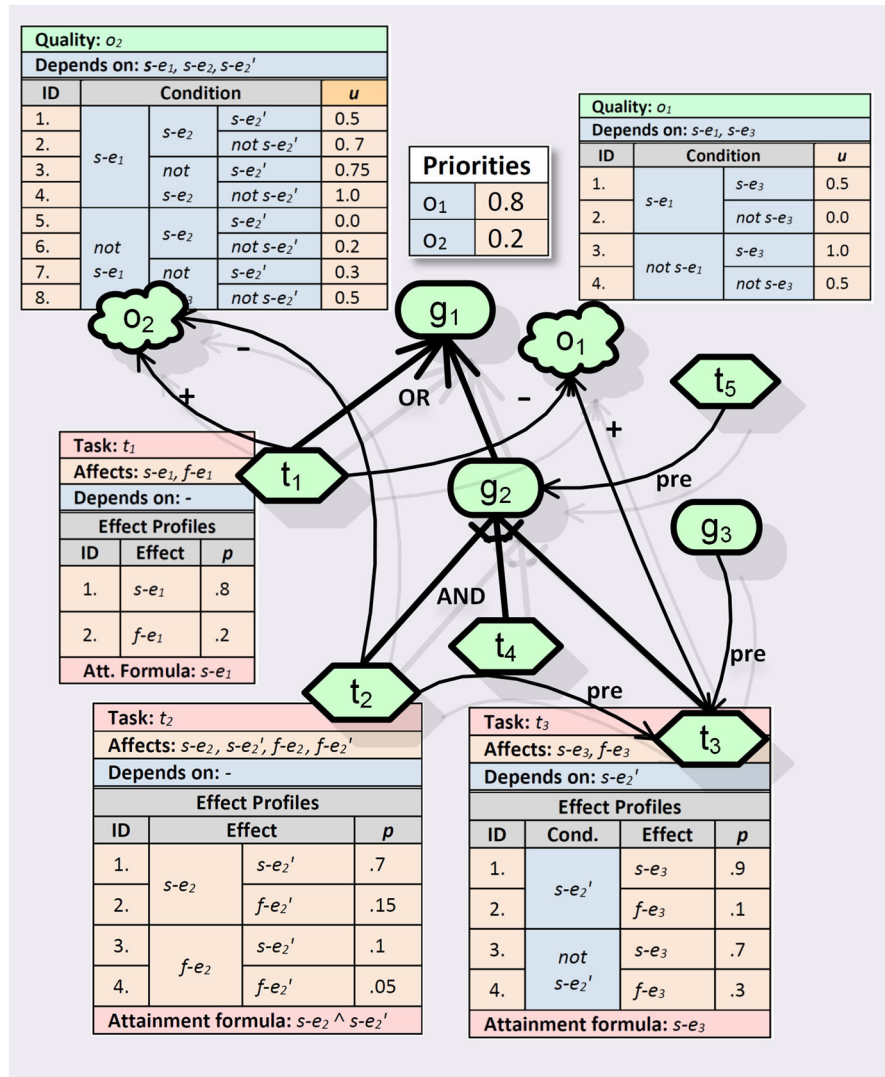 Quality: o₂
Depends on: s-e₁, s-e₂, s-e₂'
ID Condition u
1. s-e₁ s-e₂ s-e₂' 0.5
2. not s-e₂' 0. 7
3. not s-e₂ s-e₂' 0.75
4. not s-e₂' 1.0
5. not s-e₁ s-e₂ s-e₂' 0.0
6. not s-e₂' 0.2
7. not s-e₂' 0.3
8. not s-e₂' 0.5
Priorities
o₁ 0.8
o₂ 0.2
Quality: o₁
Depends on: s-e₁, s-e₃
ID Condition u
1. s-e₁ s-e₃ 0.5
2. not s-e₃ 0.0
3. not s-e₁ s-e₃ 1.0
4. not s-e₃ 0.5
o₂
g₁
o₁
t₅
-
+
OR
-
+
pre
t₁
g₂
g₃
Task: t₁
Affects: s-e₁, f-e₁
Depends on: -
Effect Profiles
ID Effect p
1. s-e₁ .8
2. f-e₁ .2
Att. Formula: s-e₁
AND
t₄
t₂
pre
pre
t₃
Task: t₂
Affects: s-e₂, s-e₂', f-e₂, f-e₂'
Depends on: -
Effect Profiles
ID Effect p
1. s-e₂ s-e₂' .7
2. f-e₂' .15
3. f-e₂ s-e₂' .1
4. f-e₂' .05
Attainment formula: s-e₂ ^ s-e₂'
Task: t₃
Affects: s-e₃, f-e₃
Depends on: s-e₂'
Effect Profiles
ID Cond. Effect p
1. s-e₂' s-e₃ .9
2. f-e₃ .1
3. not s-e₂' s-e₃ .7
4. f-e₃ .3
Attainment formula: s-e₃